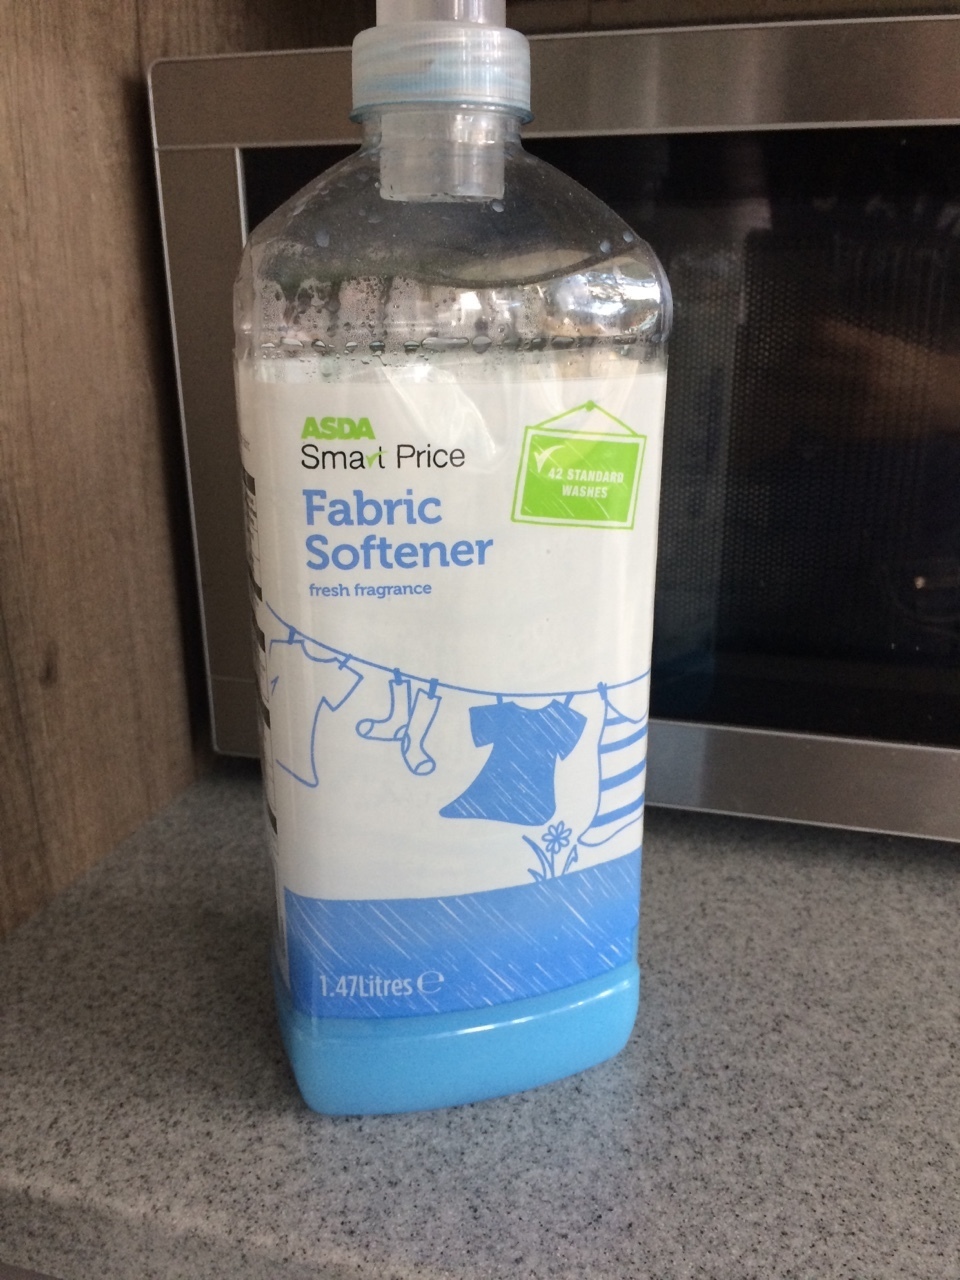 ASDA
Smart Price
Fabric
Softener
fresh fragrance
42 STANDARD
WASHES
1.47Litres ℮